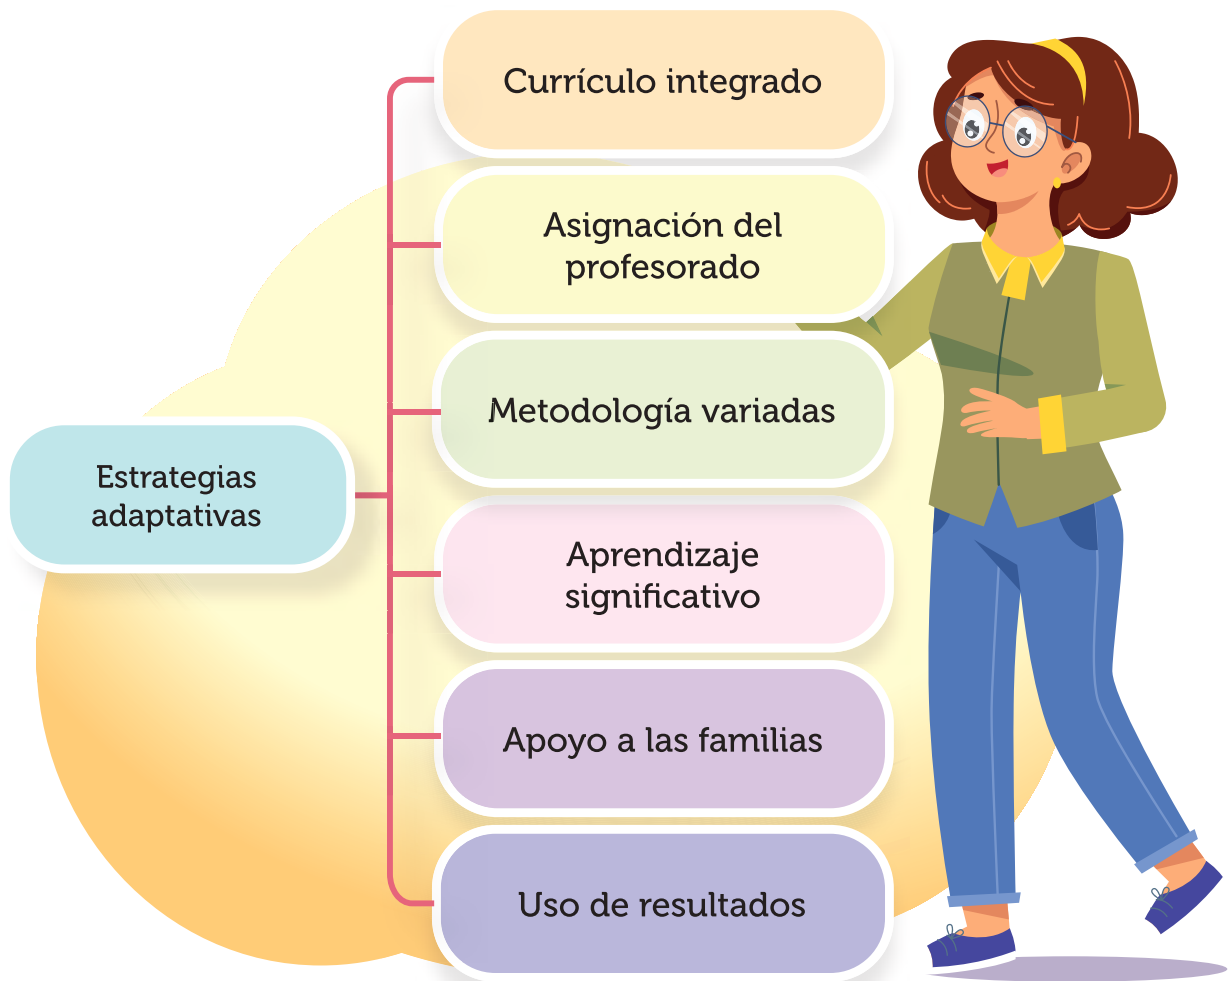 Currículo integrado
Asignación del
profesorado
Metodología variadas
Estrategias
adaptativas
Aprendizaje
significativo
Apoyo a las familias
Uso de resultados